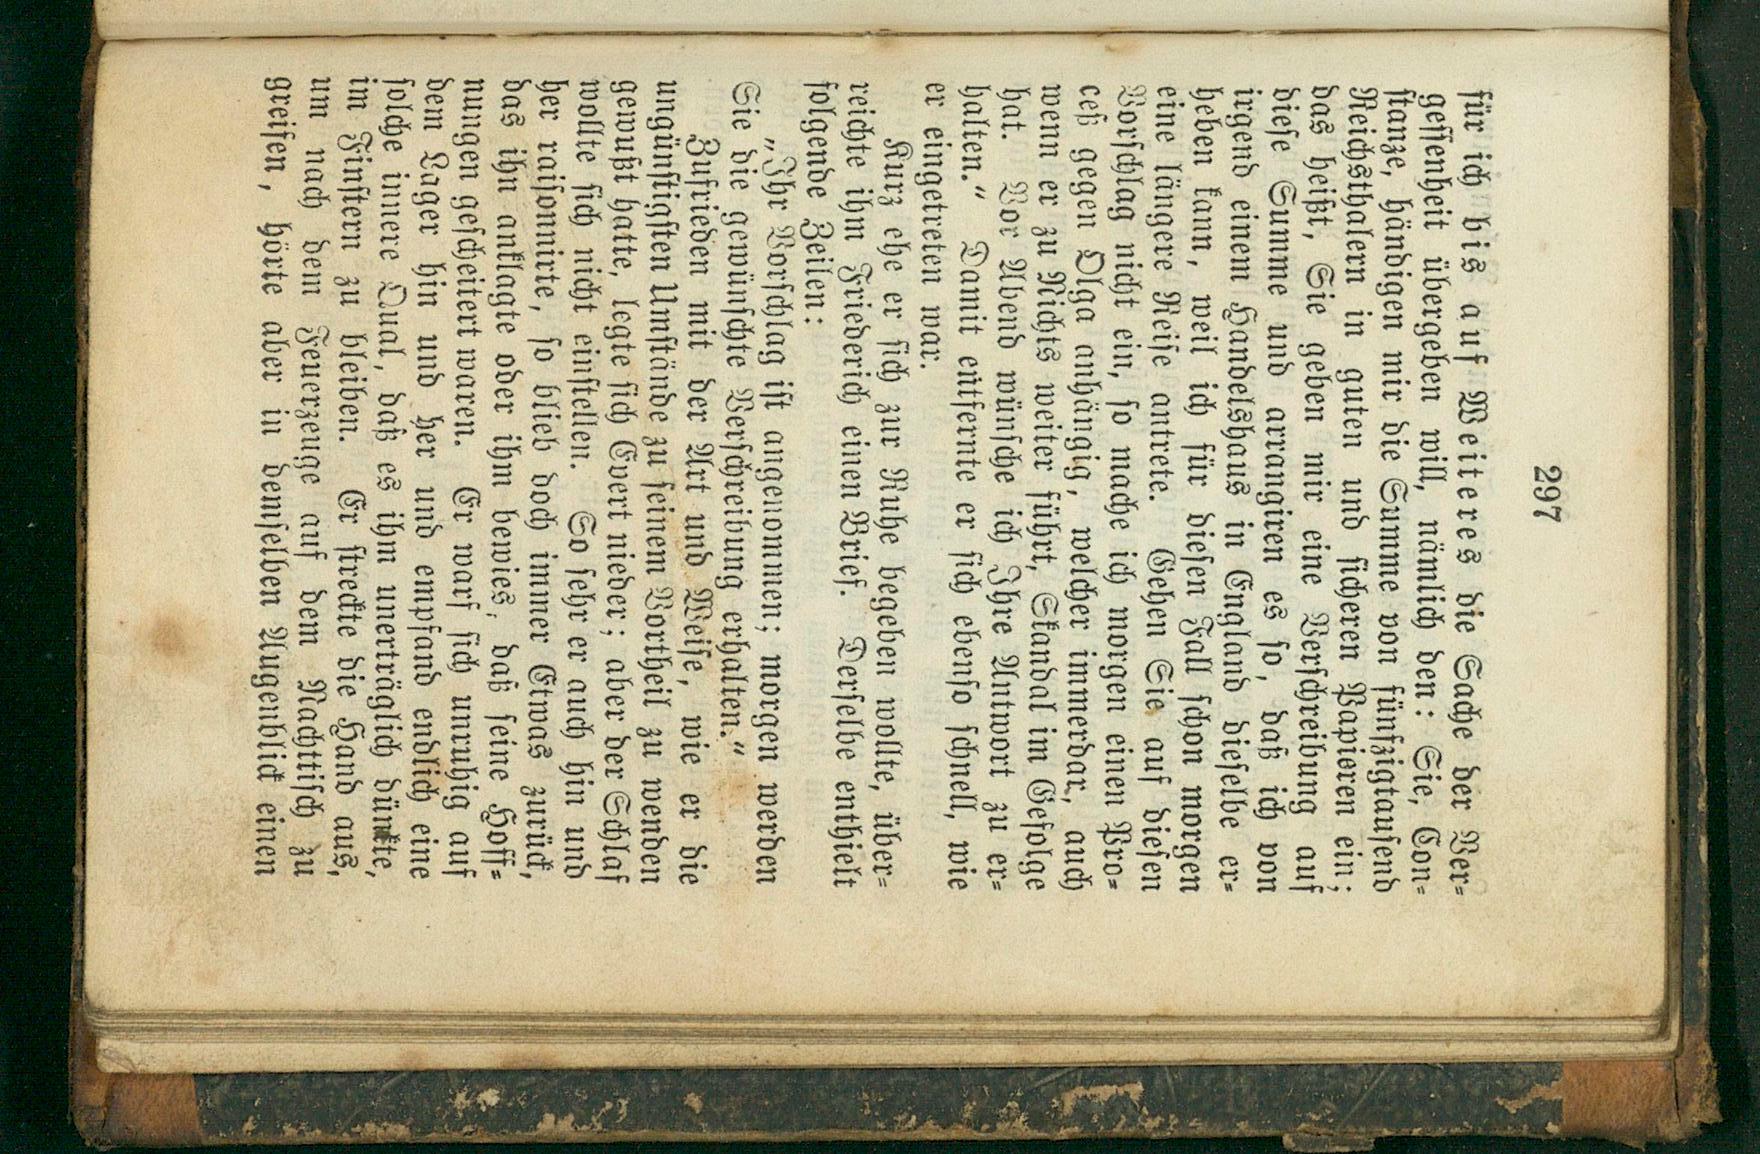 297
für ich bis auf Weiteres die Sache der Ver-
gessenheit übergeben will, nämlich den: Sie, Con-
stanze, händigen mir die Summe von fünfzigtausend
Reichsthalern in guten und sicheren Papieren ein;
das heißt, Sie geben mir eine Verschreibung auf
diese Summe und arrangiren es so, daß ich von
irgend einem Handelshaus in England dieselbe er-
heben kann, weil ich für diesen Fall schon morgen
eine längere Reise antrete. Gehen Sie auf diesen
Vorschlag nicht ein, so mache ich morgen einen Pro-
ceß gegen Olga anhängig, welcher immerdar, auch
wenn er zu Nichts weiter führt, Skandal im Gefolge
hat. Vor Abend wünsche ich Ihre Antwort zu er-
halten.“ Damit entfernte er sich ebenso schnell, wie
er eingetreten war.
Kurz ehe er sich zur Ruhe begeben wollte, über-
reichte ihm Friederich einen Brief. Derselbe enthielt
folgende Zeilen:
„Ihr Vorschlag ist angenommen; morgen werden
Sie die gewünschte Verschreibung erhalten.“
Zufrieden mit der Art und Weise, wie er die
ungünstigsten Umstände zu seinem Vortheil zu wenden
gewußt hatte, legte sich Evert nieder; aber der Schlaf
wollte sich nicht einstellen. So sehr er auch hin und
her raisonnirte, so blieb doch immer Etwas zurück,
das ihn anklagte oder ihm bewies, daß seine Hoff-
nungen gescheitert waren. Er warf sich unruhig auf
dem Lager hin und her und empfand endlich eine
solche innere Qual, daß es ihm unerträglich dünkte,
im Finstern zu bleiben. Er streckte die Hand aus,
um nach dem Feuerzeuge auf dem Nachttisch zu
greifen, hörte aber in demselben Augenblick einen